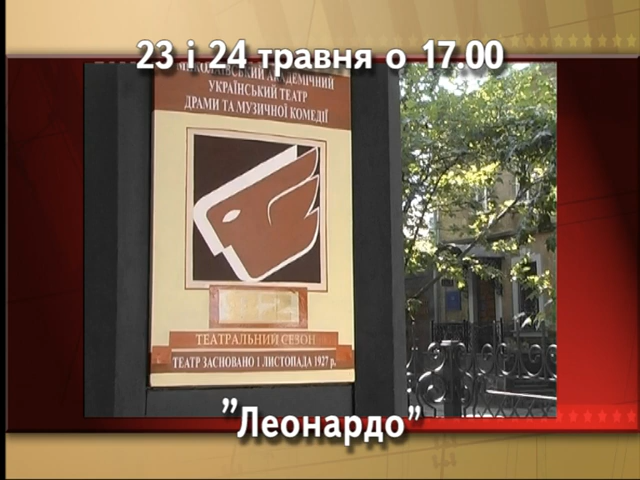 23 і 24 травня о 17.00
МИКОЛАЇВСЬКИЙ АКАДЕМІЧНИЙ
УКРАЇНСЬКИЙ ТЕАТР
ДРАМИ ТА МУЗИЧНОЇ КОМЕДІЇ
ТЕАТРАЛЬНИЙ СЕЗОН
ТЕАТР ЗАСНОВАНО 1 ЛИСТОПАДА 1927 р.
"Леонардо"